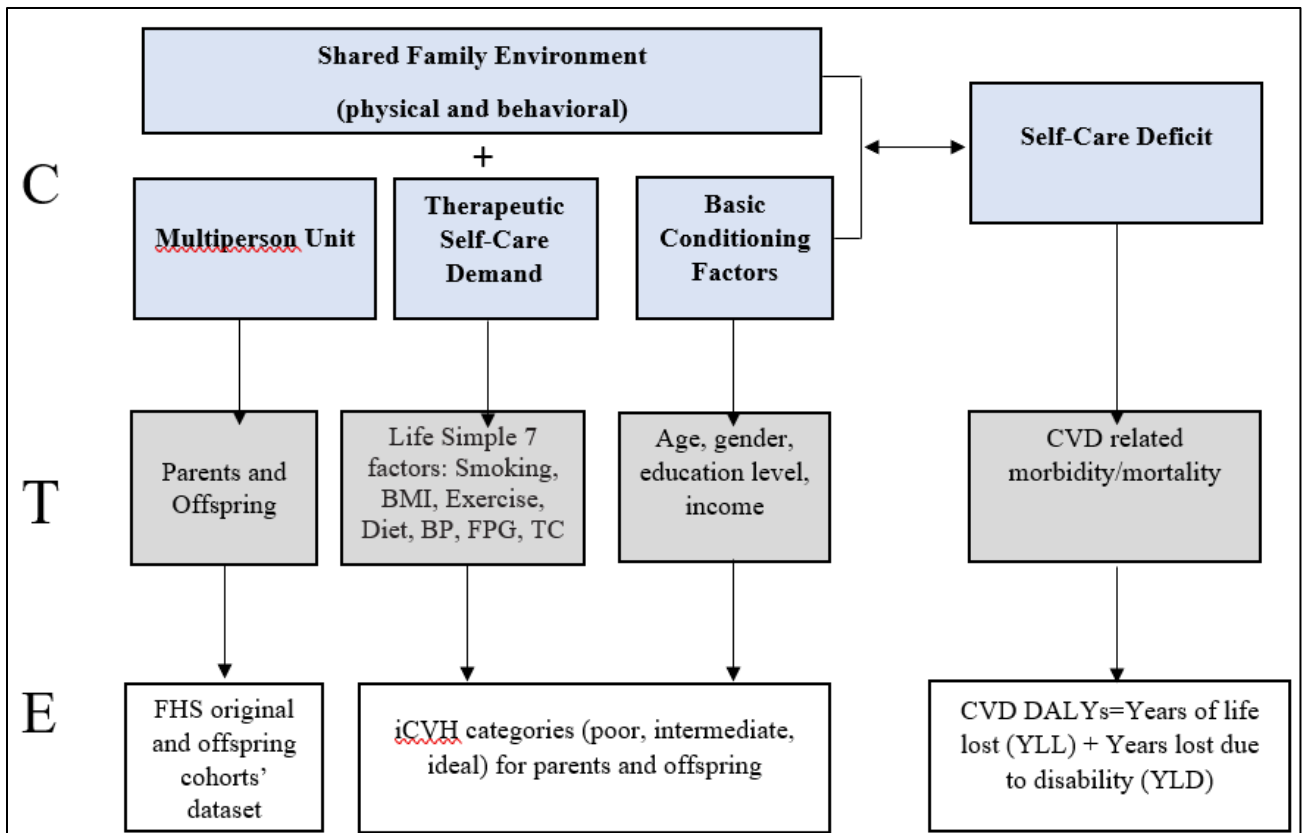 Shared Family Environment
(physical and behavioral)
+
C
Multiperson Unit
Therapeutic
Self-Care
Demand
Basic
Conditioning
Factors
Self-Care Deficit
T
Parents and
Offspring
Life Simple 7
factors: Smoking,
BMI, Exercise,
Diet, BP, FPG, TC
Age, gender,
education level,
income
CVD related
morbidity/mortality
E
FHS original
and offspring
cohorts’
dataset
iCVH categories (poor, intermediate,
ideal) for parents and offspring
CVD DALYs=Years of life
lost (YLL) + Years lost due
to disability (YLD)